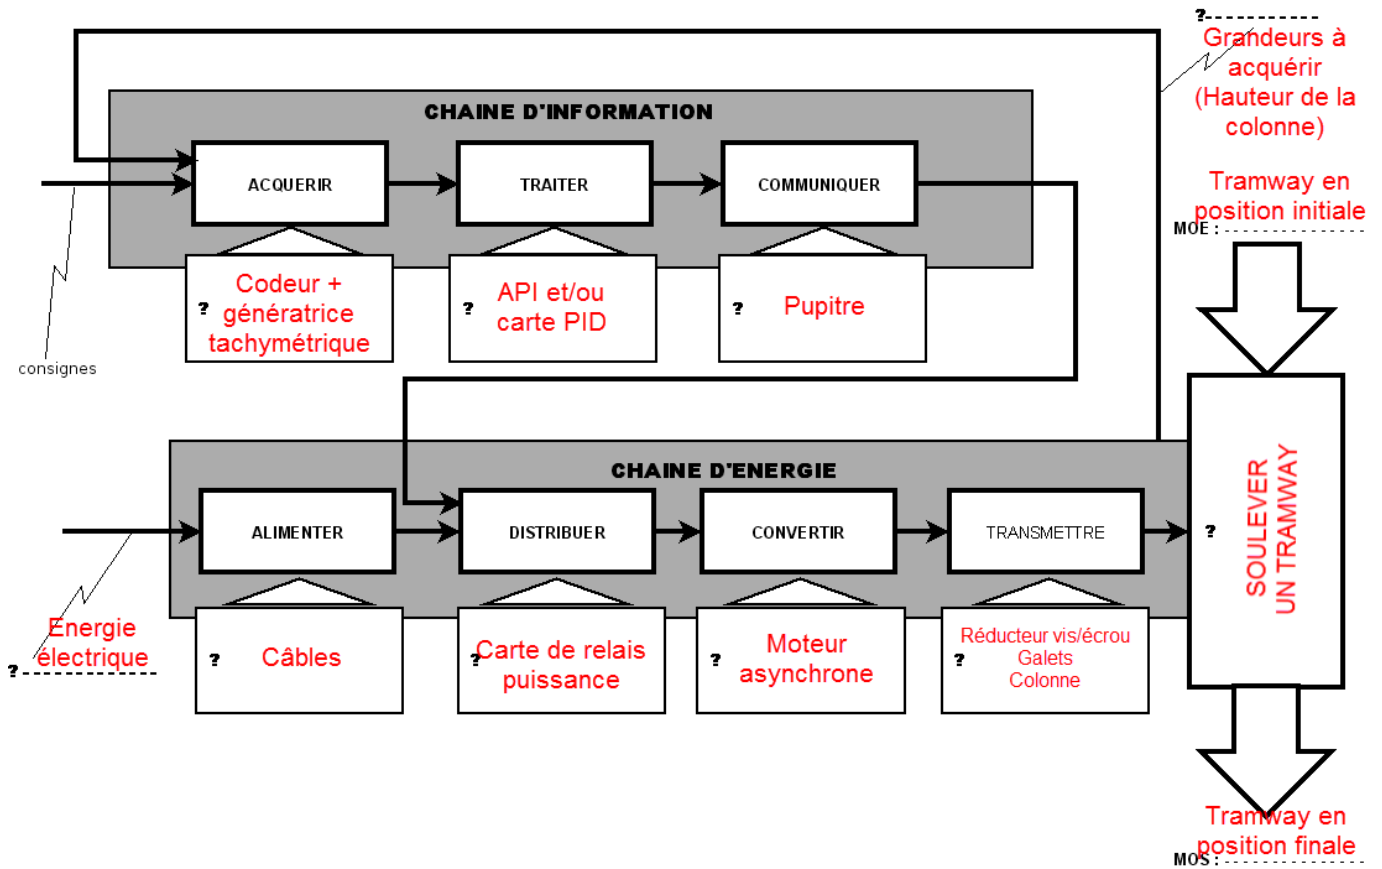 ?
Grandeurs à
acquérir
(Hauteur de la
colonne)
CHAINE D'INFORMATION
ACQUERIR
TRAITER
COMMUNIQUER
Tramway en
position initiale
MOE :
? Codeur +
génératrice
tachymétrique
? API et/ou
carte PID
? Pupitre
consignes
CHAINE D'ENERGIE
ALIMENTER
DISTRIBUER
CONVERTIR
TRANSMETTRE
? SOULEVER
UN TRAMWAY
Energie
électrique
?
? Câbles
? Carte de relais
puissance
? Moteur
asynchrone
Réducteur vis/écrou
? Galets
Colonne
Tramway en
position finale
MOS :